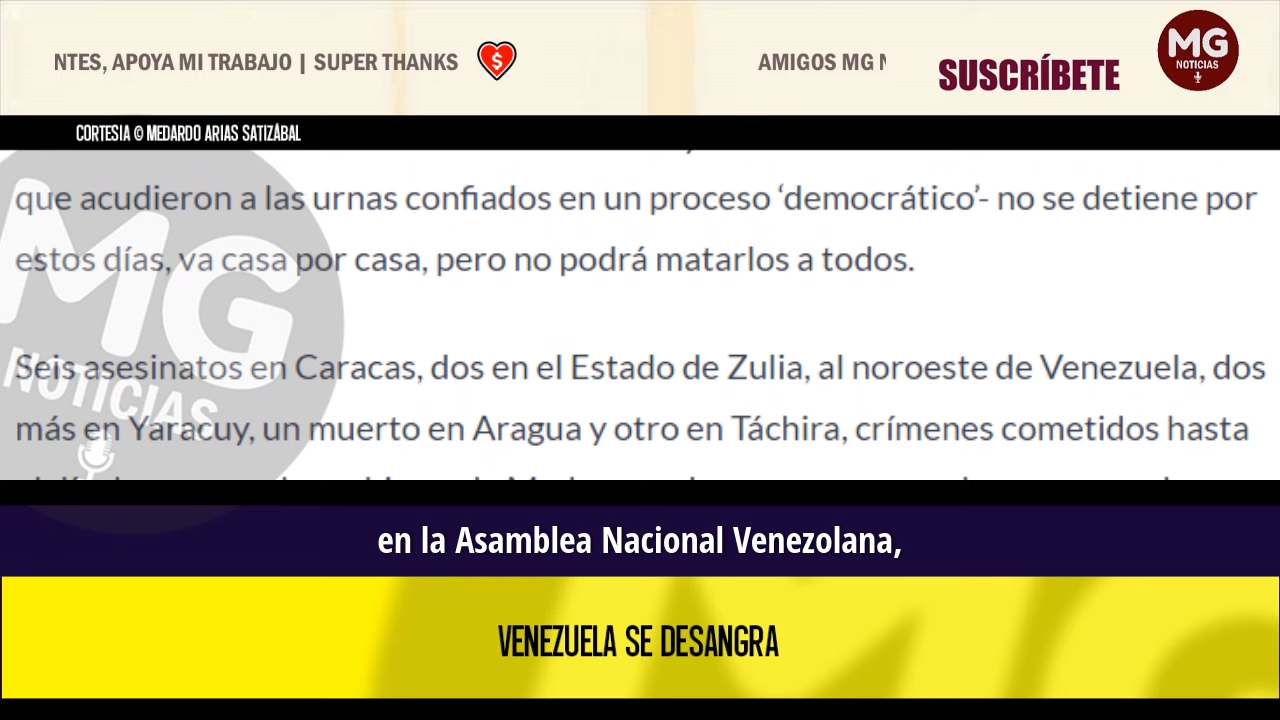 NTES, APOYA MI TRABAJO | SUPER THANKS
AMIGOS MG
SUSCRÍBETE
MG
NOTICIAS
CORTESIA © MEDARDO ARIAS SATIZÁBAL
que acudieron a las urnas confiados en un proceso ‘democrático’- no se detiene por
estos días, va casa por casa, pero no podrá matarlos a todos.
MG
NOTICIAS
Seis asesinatos en Caracas, dos en el Estado de Zulia, al noroeste de Venezuela, dos
más en Yaracuy, un muerto en Aragua y otro en Táchira, crímenes cometidos hasta
en la Asamblea Nacional Venezolana,
VENEZUELA SE DESANGRA